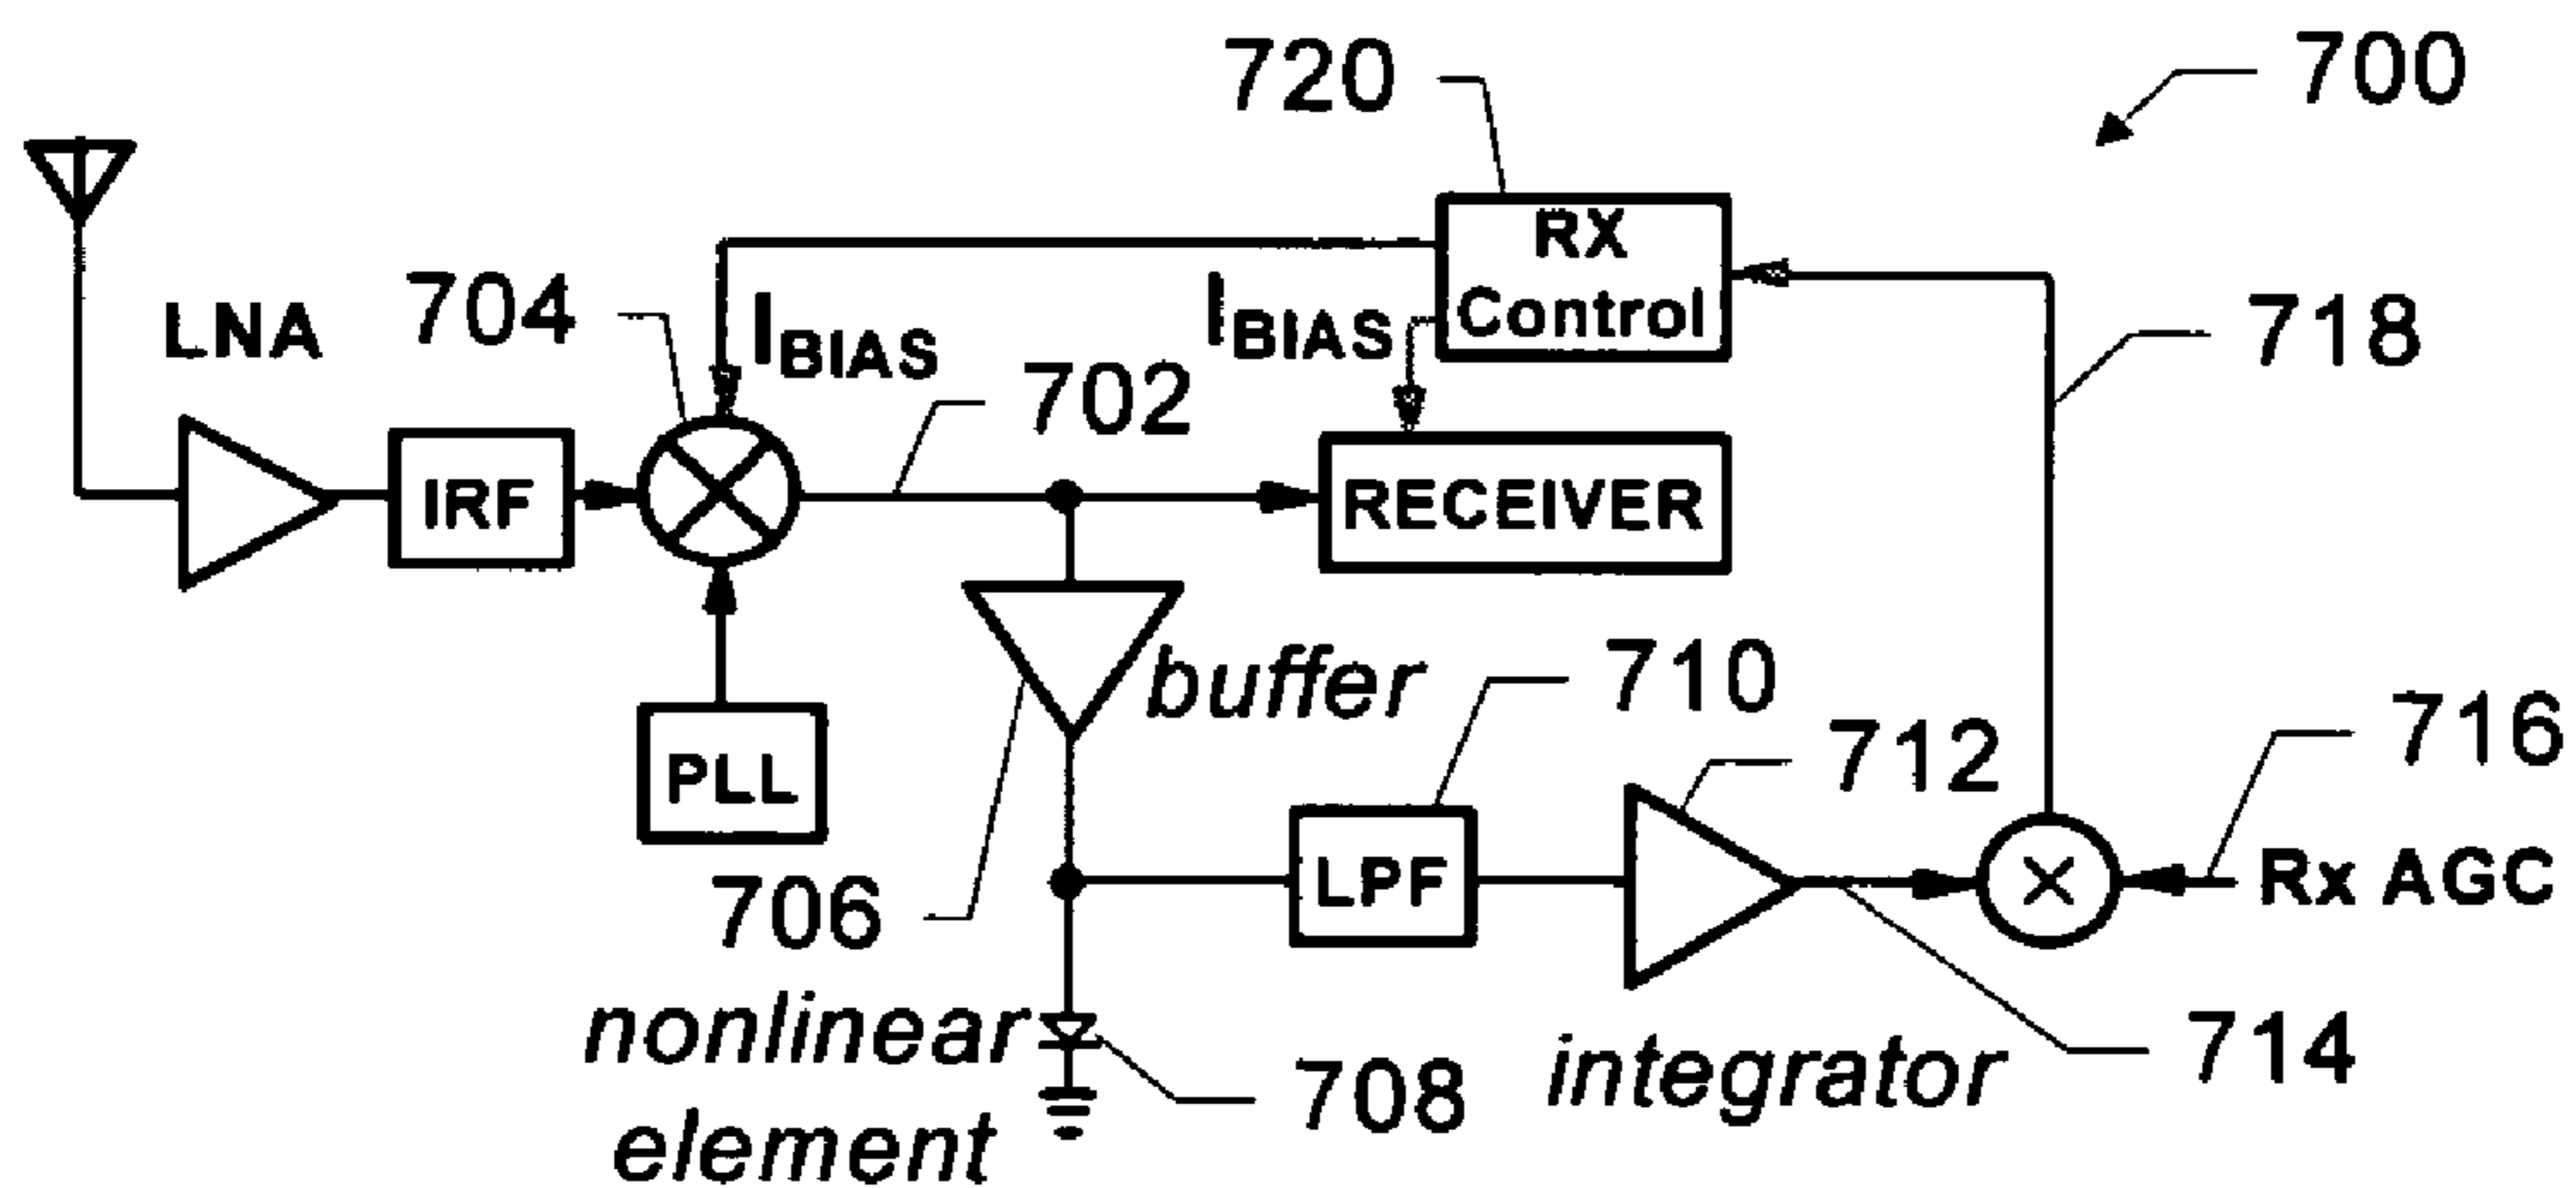 700
720
RX
Control
LNA
704
IBIAS
IBIAS
718
702
IRF
RECEIVER
buffer
710
716
712
PLL
LPF
Rx AGC
706
nonlinear
element
708
integrator
714